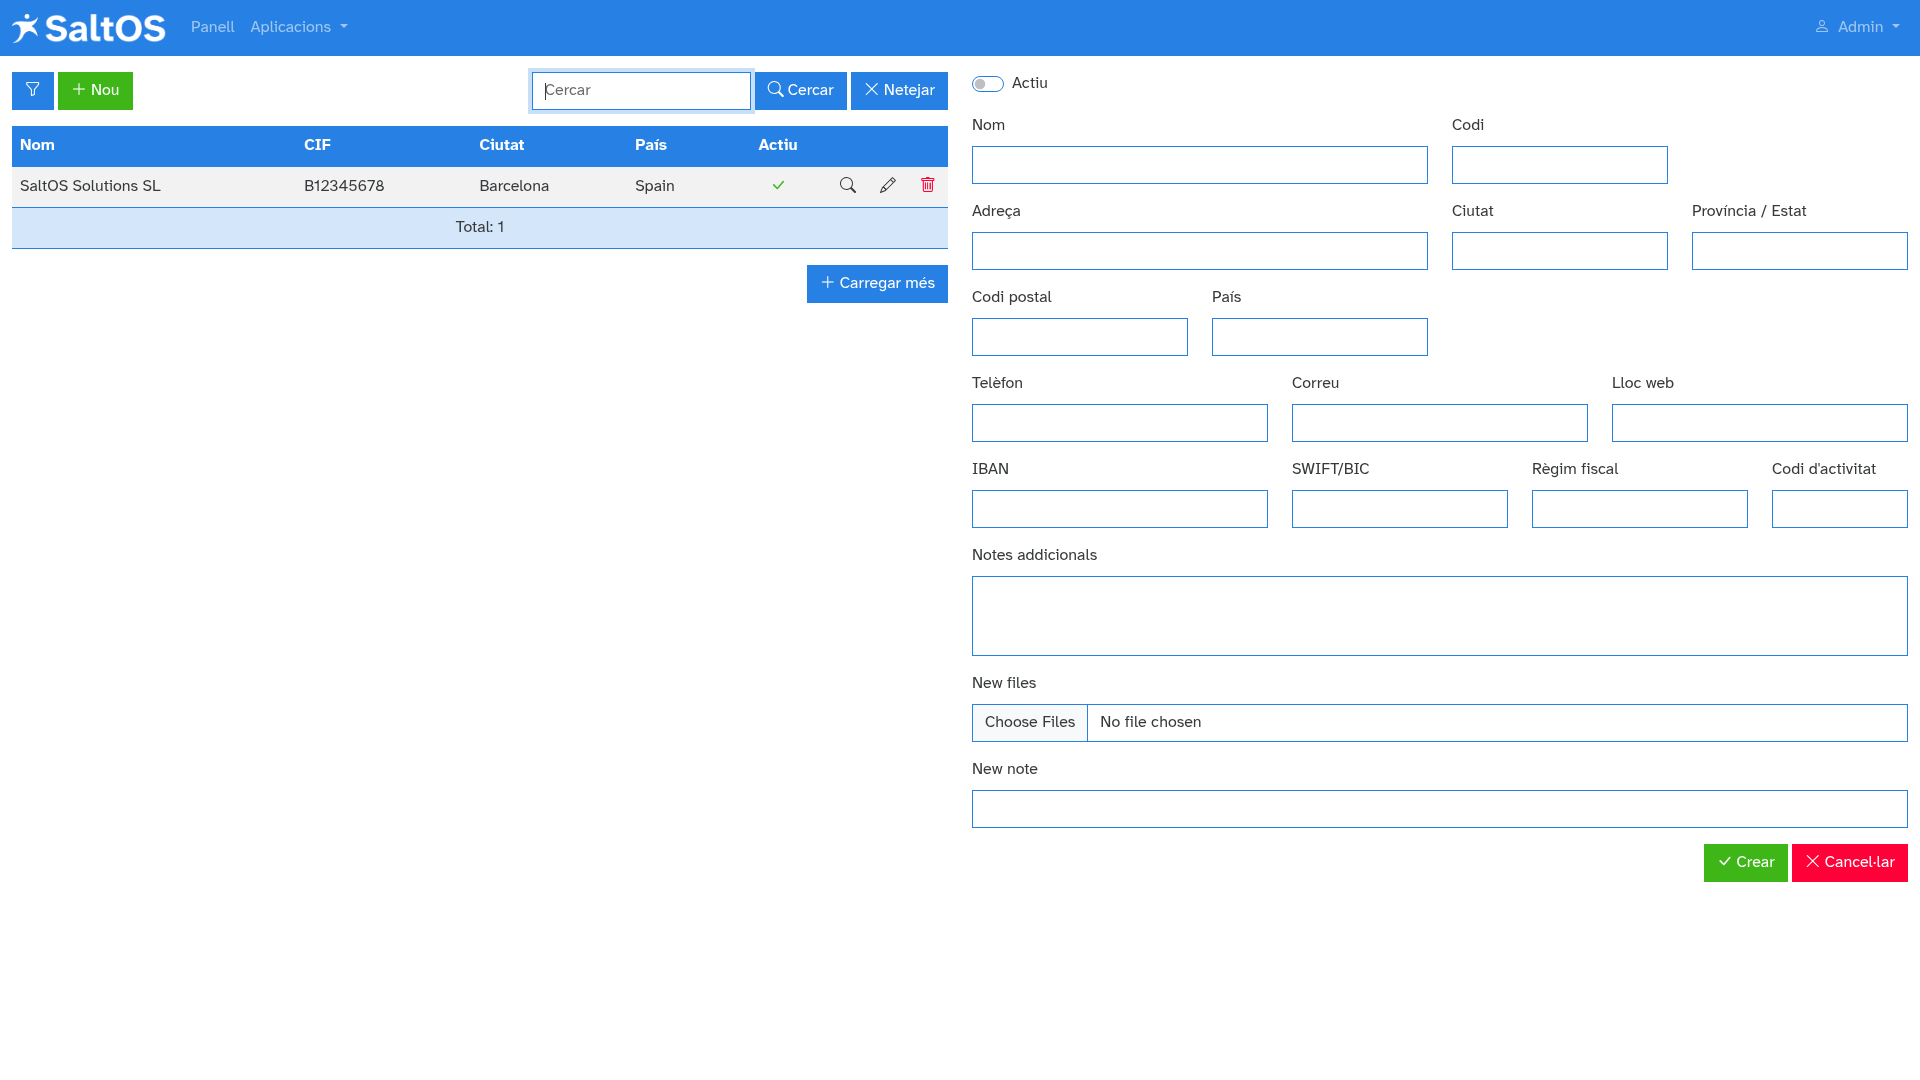 SaltOS Panell Aplicacions Admin
Nou Cercar Cercar Netejar
Nom CIF Ciutat País Actiu
SaltOS Solutions SL B12345678 Barcelona Spain
Total: 1
Carregar més
Actiu
Nom Codi
Adreça Ciutat Província / Estat
Codi postal País
Telèfon Correu Lloc web
IBAN SWIFT/BIC Règim fiscal Codi d'activitat
Notes addicionals
New files
Choose Files No file chosen
New note
Crear Cancel·lar